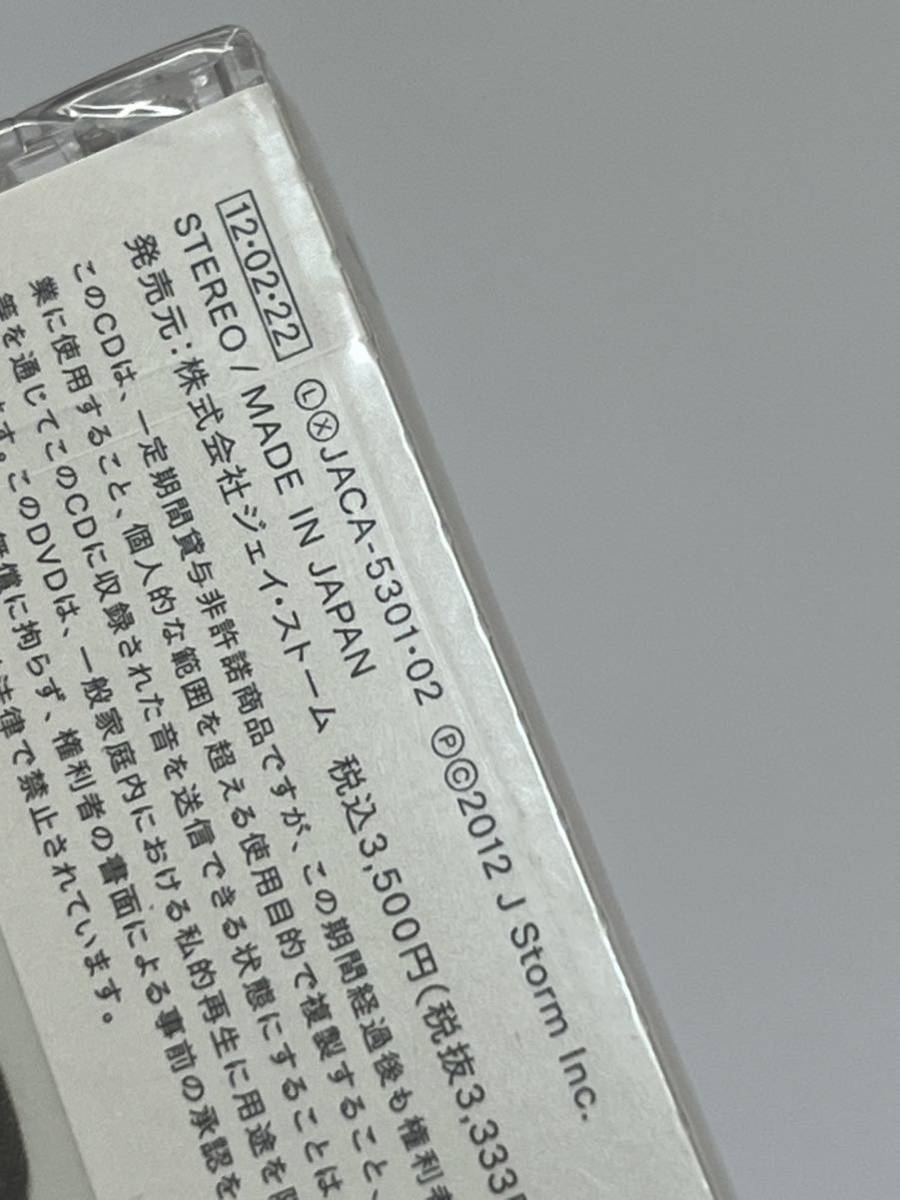 12・02・22 ⓁⓍJACA-5301・02 ⓅⒸ2012 J Storm Inc.
STEREO / MADE IN JAPAN
発売元：株式会社ジェイ・ストーム 税込3,500円(税抜3,333
このCDは、一定期間貸与非許諾商品ですが、この期間経過後も権利者
業に使用すること、個人的な範囲を超える使用目的で複製すること、
等を通じてこのCDに収録された音を送信できる状態にすることは
ます。このDVDは、一般家庭内における私的再生に用途を限
無償に拘らず、権利者の書面による事前の承認を
法律で禁止されています。